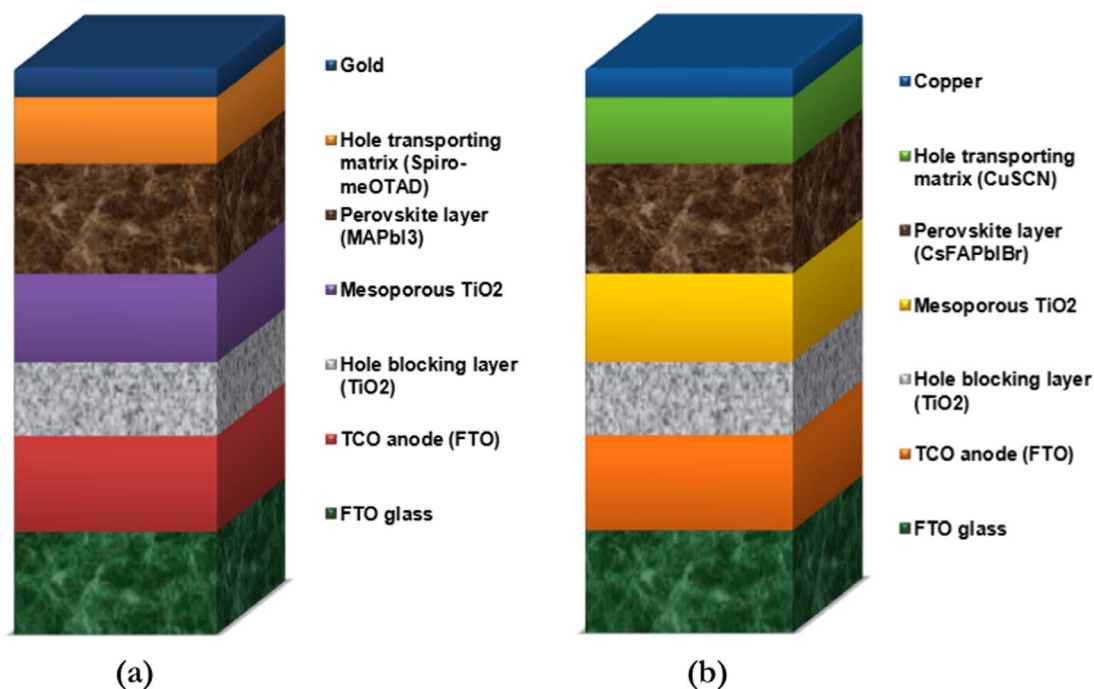 Gold
Hole transporting
matrix (Spiro-
meOTAD)
Perovskite layer
(MAPbI3)
Mesoporous TiO2
Hole blocking layer
(TiO2)
TCO anode (FTO)
FTO glass
(a)
Copper
Hole transporting
matrix (CuSCN)
Perovskite layer
(CsFAPbIBr)
Mesoporous TiO2
Hole blocking layer
(TiO2)
TCO anode (FTO)
FTO glass
(b)